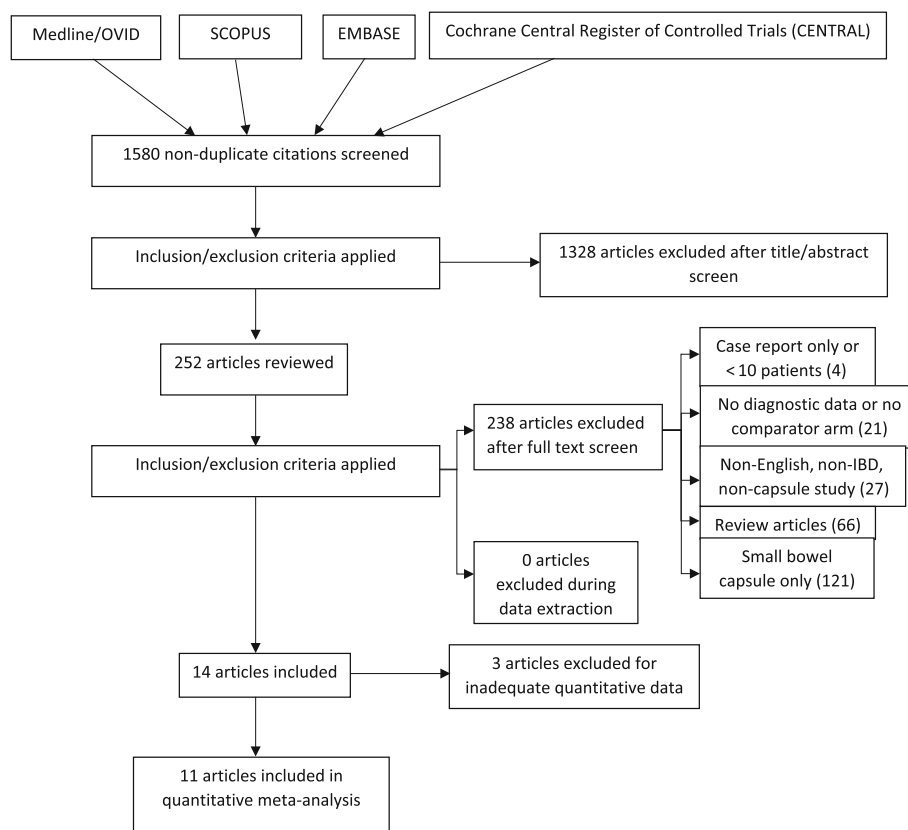 Medline/OVID
SCOPUS
EMBASE
Cochrane Central Register of Controlled Trials (CENTRAL)
1580 non-duplicate citations screened
Inclusion/exclusion criteria applied
1328 articles excluded after title/abstract
screen
252 articles reviewed
Inclusion/exclusion criteria applied
238 articles excluded
after full text screen
Case report only or
< 10 patients (4)
No diagnostic data or no
comparator arm (21)
Non-English, non-IBD,
non-capsule study (27)
Review articles (66)
Small bowel
capsule only (121)
0 articles
excluded during
data extraction
14 articles included
3 articles excluded for
inadequate quantitative data
11 articles included in
quantitative meta-analysis